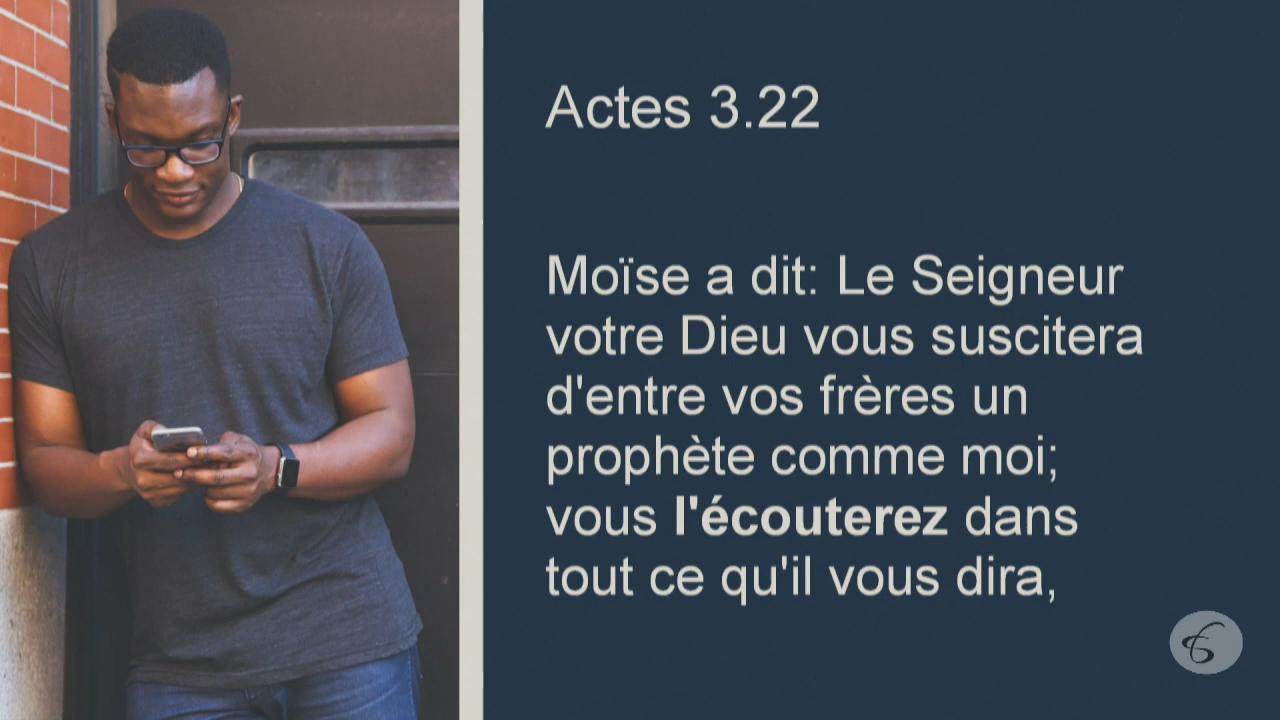 Actes 3.22
Moïse a dit: Le Seigneur
votre Dieu vous suscitera
d'entre vos frères un
prophète comme moi;
vous l'écouterez dans
tout ce qu'il vous dira,